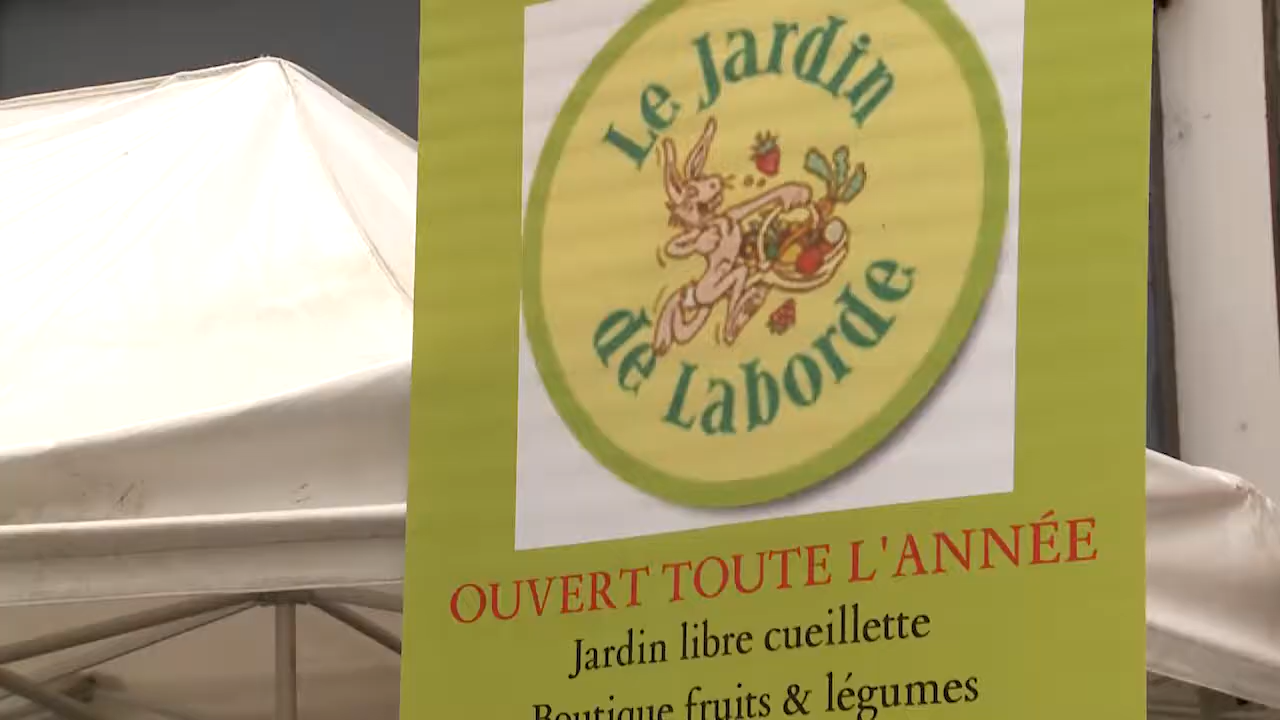 Le Jardin
de Laborde
OUVERT TOUTE L'ANNÉE
Jardin libre cueillette
Boutique fruits & légumes